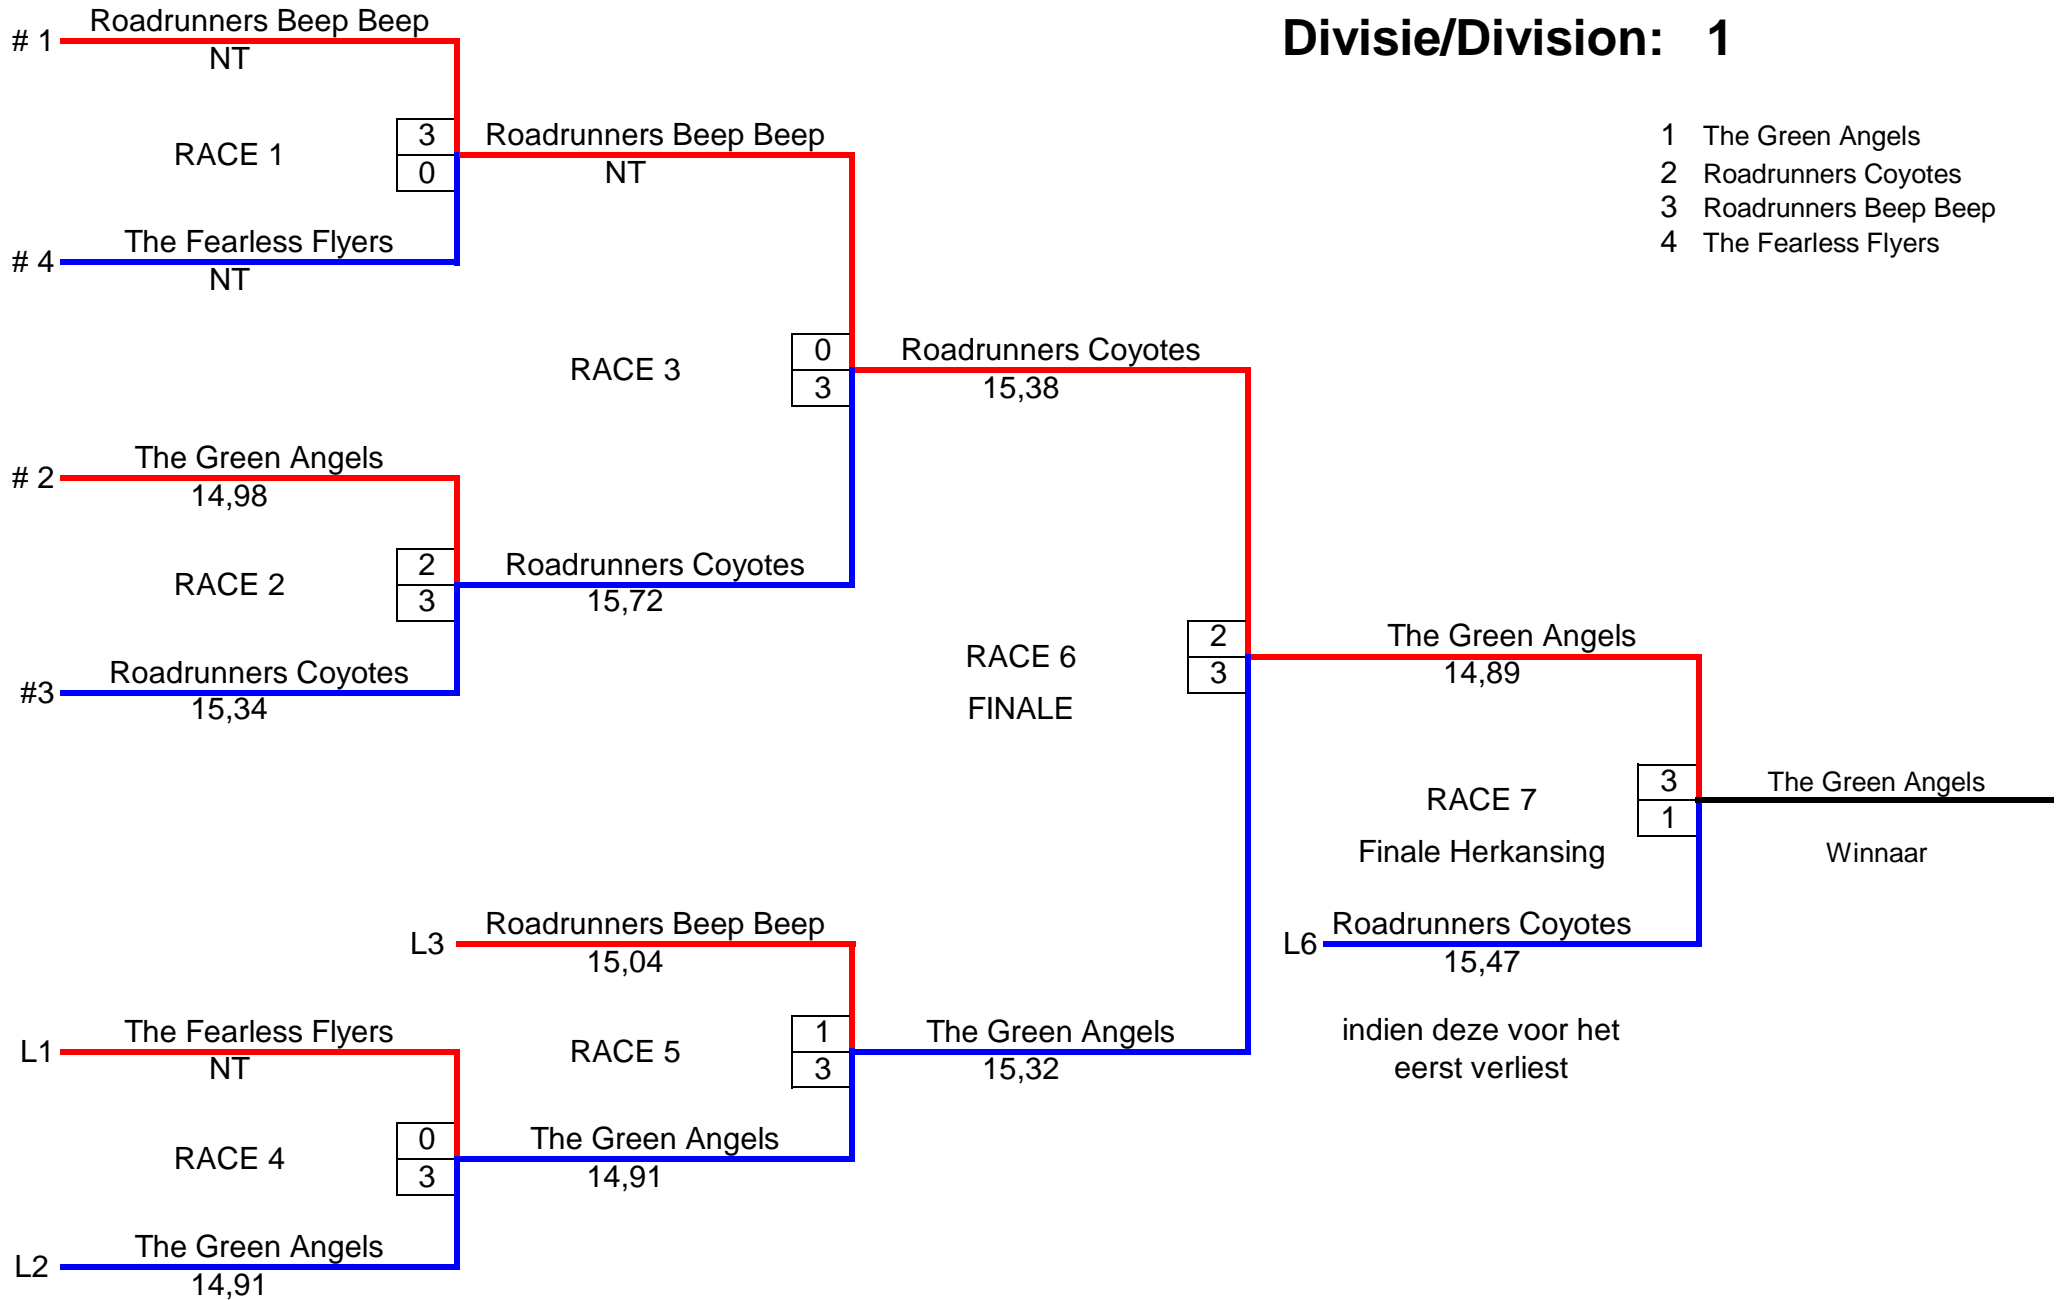 Divisie/Division: 1
1 The Green Angels
2 Roadrunners Coyotes
3 Roadrunners Beep Beep
4 The Fearless Flyers
# 1 Roadrunners Beep Beep
NT
RACE 1
3
0
# 4 The Fearless Flyers
NT
Roadrunners Beep Beep
NT
RACE 3
0
3
# 2 The Green Angels
14,98
RACE 2
2
3
#3 Roadrunners Coyotes
15,34
Roadrunners Coyotes
15,72
Roadrunners Coyotes
15,38
RACE 6
FINALE
2
3
The Green Angels
14,89
RACE 7
Finale Herkansing
3
1
The Green Angels
Winnaar
L6 Roadrunners Coyotes
15,47
indien deze voor het
eerst verliest
L3 Roadrunners Beep Beep
15,04
RACE 5
1
3
The Green Angels
15,32
L1 The Fearless Flyers
NT
RACE 4
0
3
The Green Angels
14,91
L2 The Green Angels
14,91